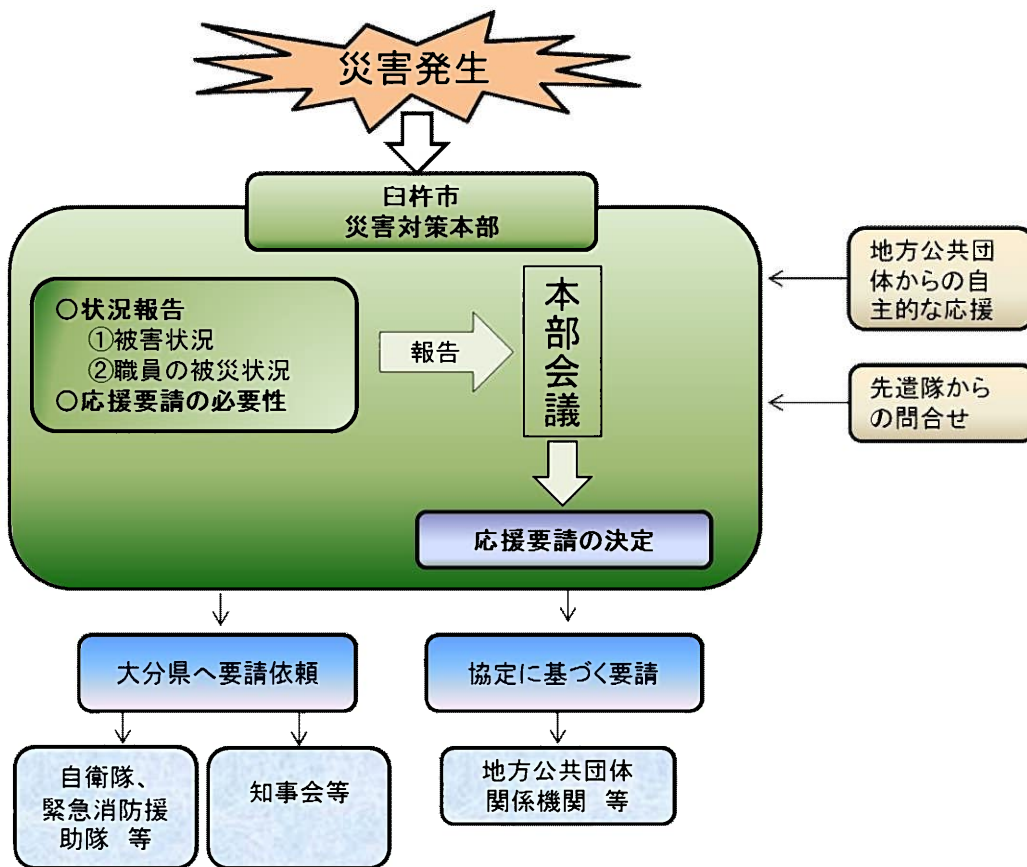 災害発生
臼杵市
災害対策本部
○状況報告
①被害状況
②職員の被災状況
○応援要請の必要性
報告
本部会議
応援要請の決定
地方公共団
体からの自
主的な応援
先遣隊から
の問合せ
大分県へ要請依頼
協定に基づく要請
自衛隊、
緊急消防援
助隊 等
知事会等
地方公共団体
関係機関 等